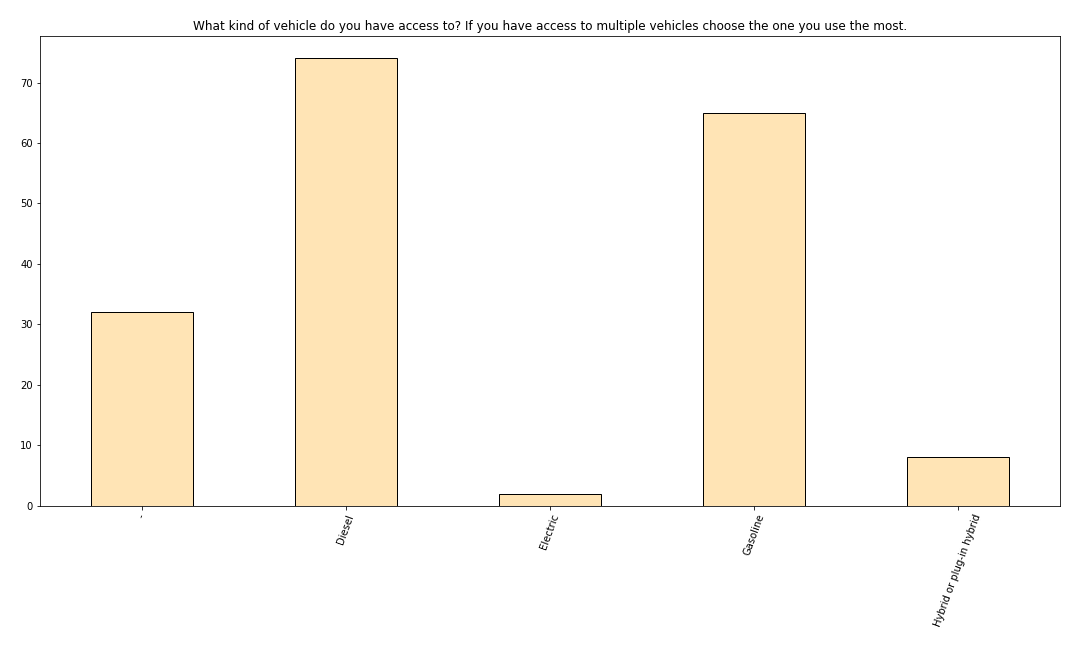 What kind of vehicle do you have access to? If you have access to multiple vehicles choose the one you use the most.
70
60
50
40
30
20
10
0
-
Diesel
Electric
Gasoline
Hybrid or plug-in hybrid